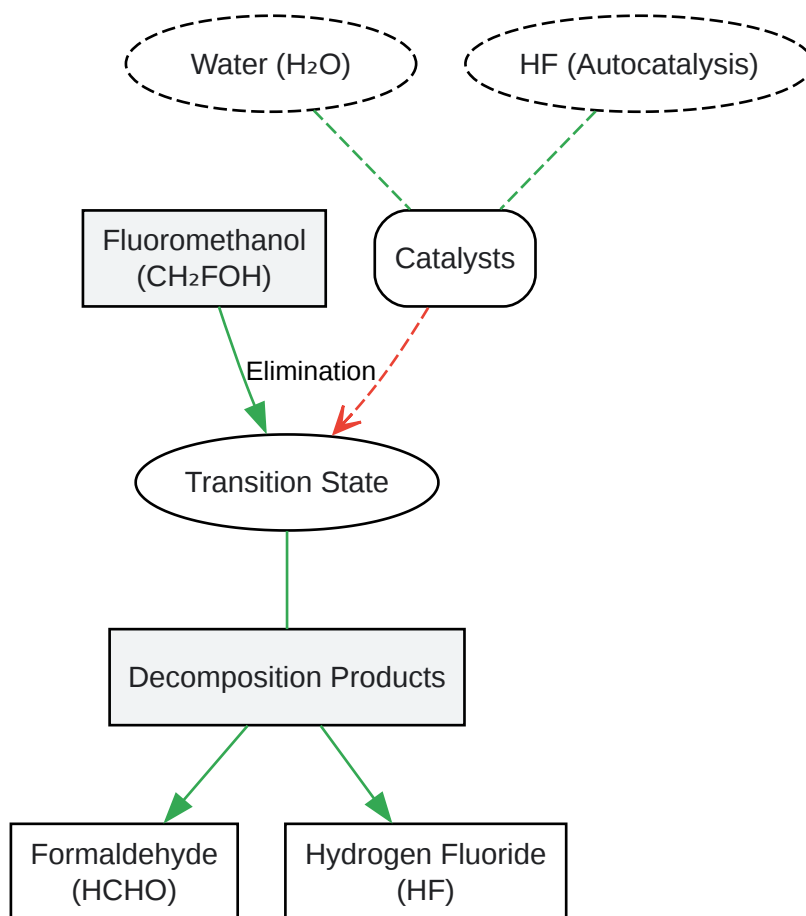 Water (H₂O)
HF (Autocatalysis)
Fluoromethanol
(CH₂FOH)
Catalysts
Elimination
Transition State
Decomposition Products
Formaldehyde
(HCHO)
Hydrogen Fluoride
(HF)